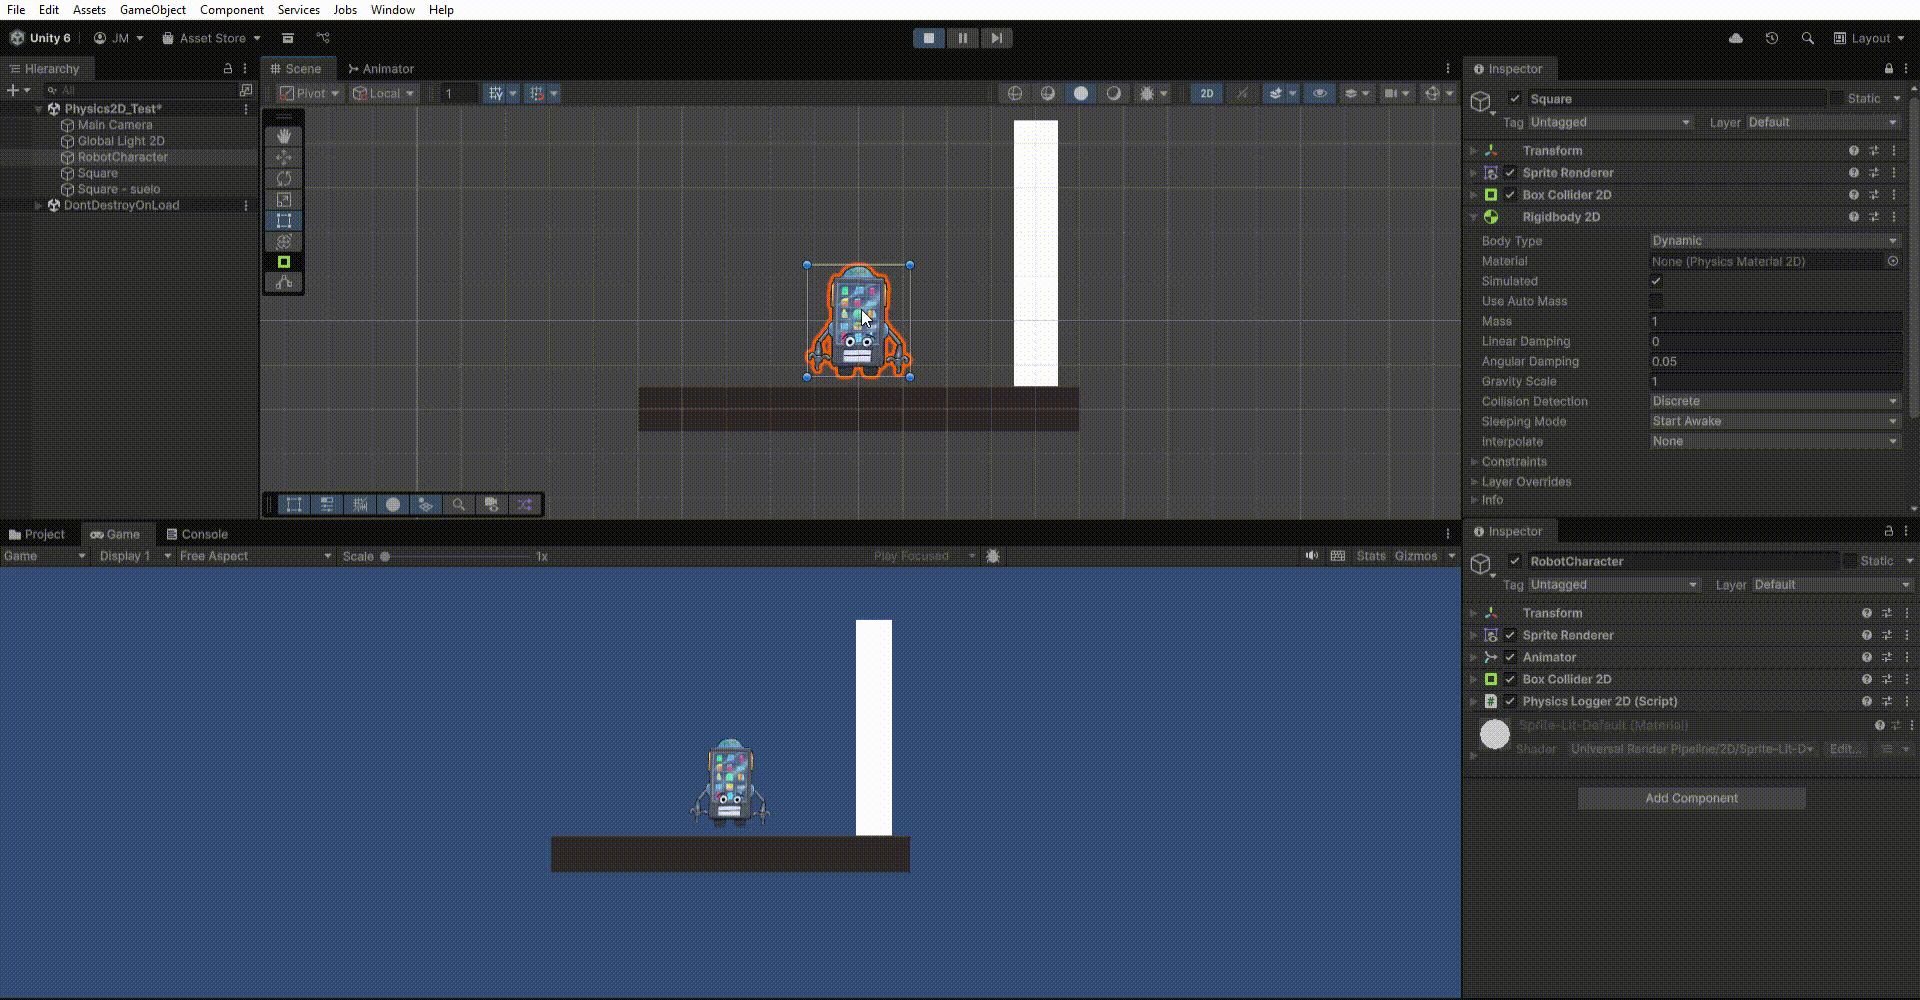 File Edit Assets GameObject Component Services Jobs Window Help
Unity 6 JM Asset Store Layout
Hierarchy
All
Physics2D_Test*
Main Camera
Global Light 2D
RobotCharacter
Square
Square - suelo
DontDestroyOnLoad
Scene Animator
Pivot Local 1 2D
Inspector
Square Static
Tag Untagged Layer Default
Transform
Sprite Renderer
Box Collider 2D
Rigidbody 2D
Body Type Dynamic
Material None (Physics Material 2D)
Simulated
Use Auto Mass
Mass 1
Linear Damping 0
Angular Damping 0.05
Gravity Scale 1
Collision Detection Discrete
Sleeping Mode Start Awake
Interpolate None
Constraints
Layer Overrides
Info
Project Game Console
Game Display 1 Free Aspect Scale 1x Play Focused Stats Gizmos
Inspector
RobotCharacter Static
Tag Untagged Layer Default
Transform
Sprite Renderer
Animator
Box Collider 2D
Physics Logger 2D (Script)
Sprite-Lit-Default (Material)
Shader Universal Render Pipeline/2D/Sprite-Lit-D Edit...
Add Component